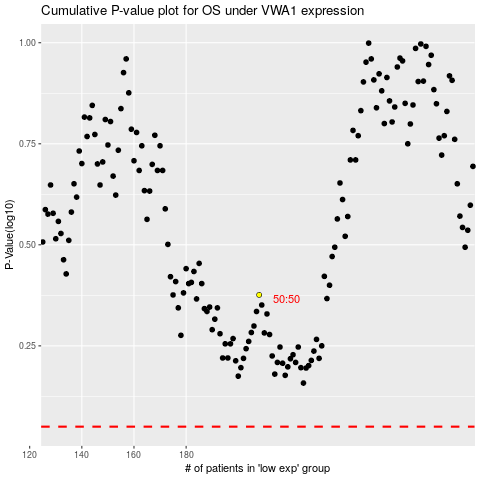 Cumulative P-value plot for OS under VWA1 expression
P-Value(log10)
1.00
0.75
0.50
0.25
50:50
120 140 160 180
# of patients in 'low exp' group